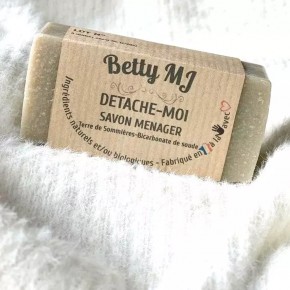 Betty MJ
DETACHE-MOI
SAVON MENAGER
Terre de Sommières-Bicarbonate de soude
Ingrédients naturels et/ou biologiques - Fabriqué en à la avec